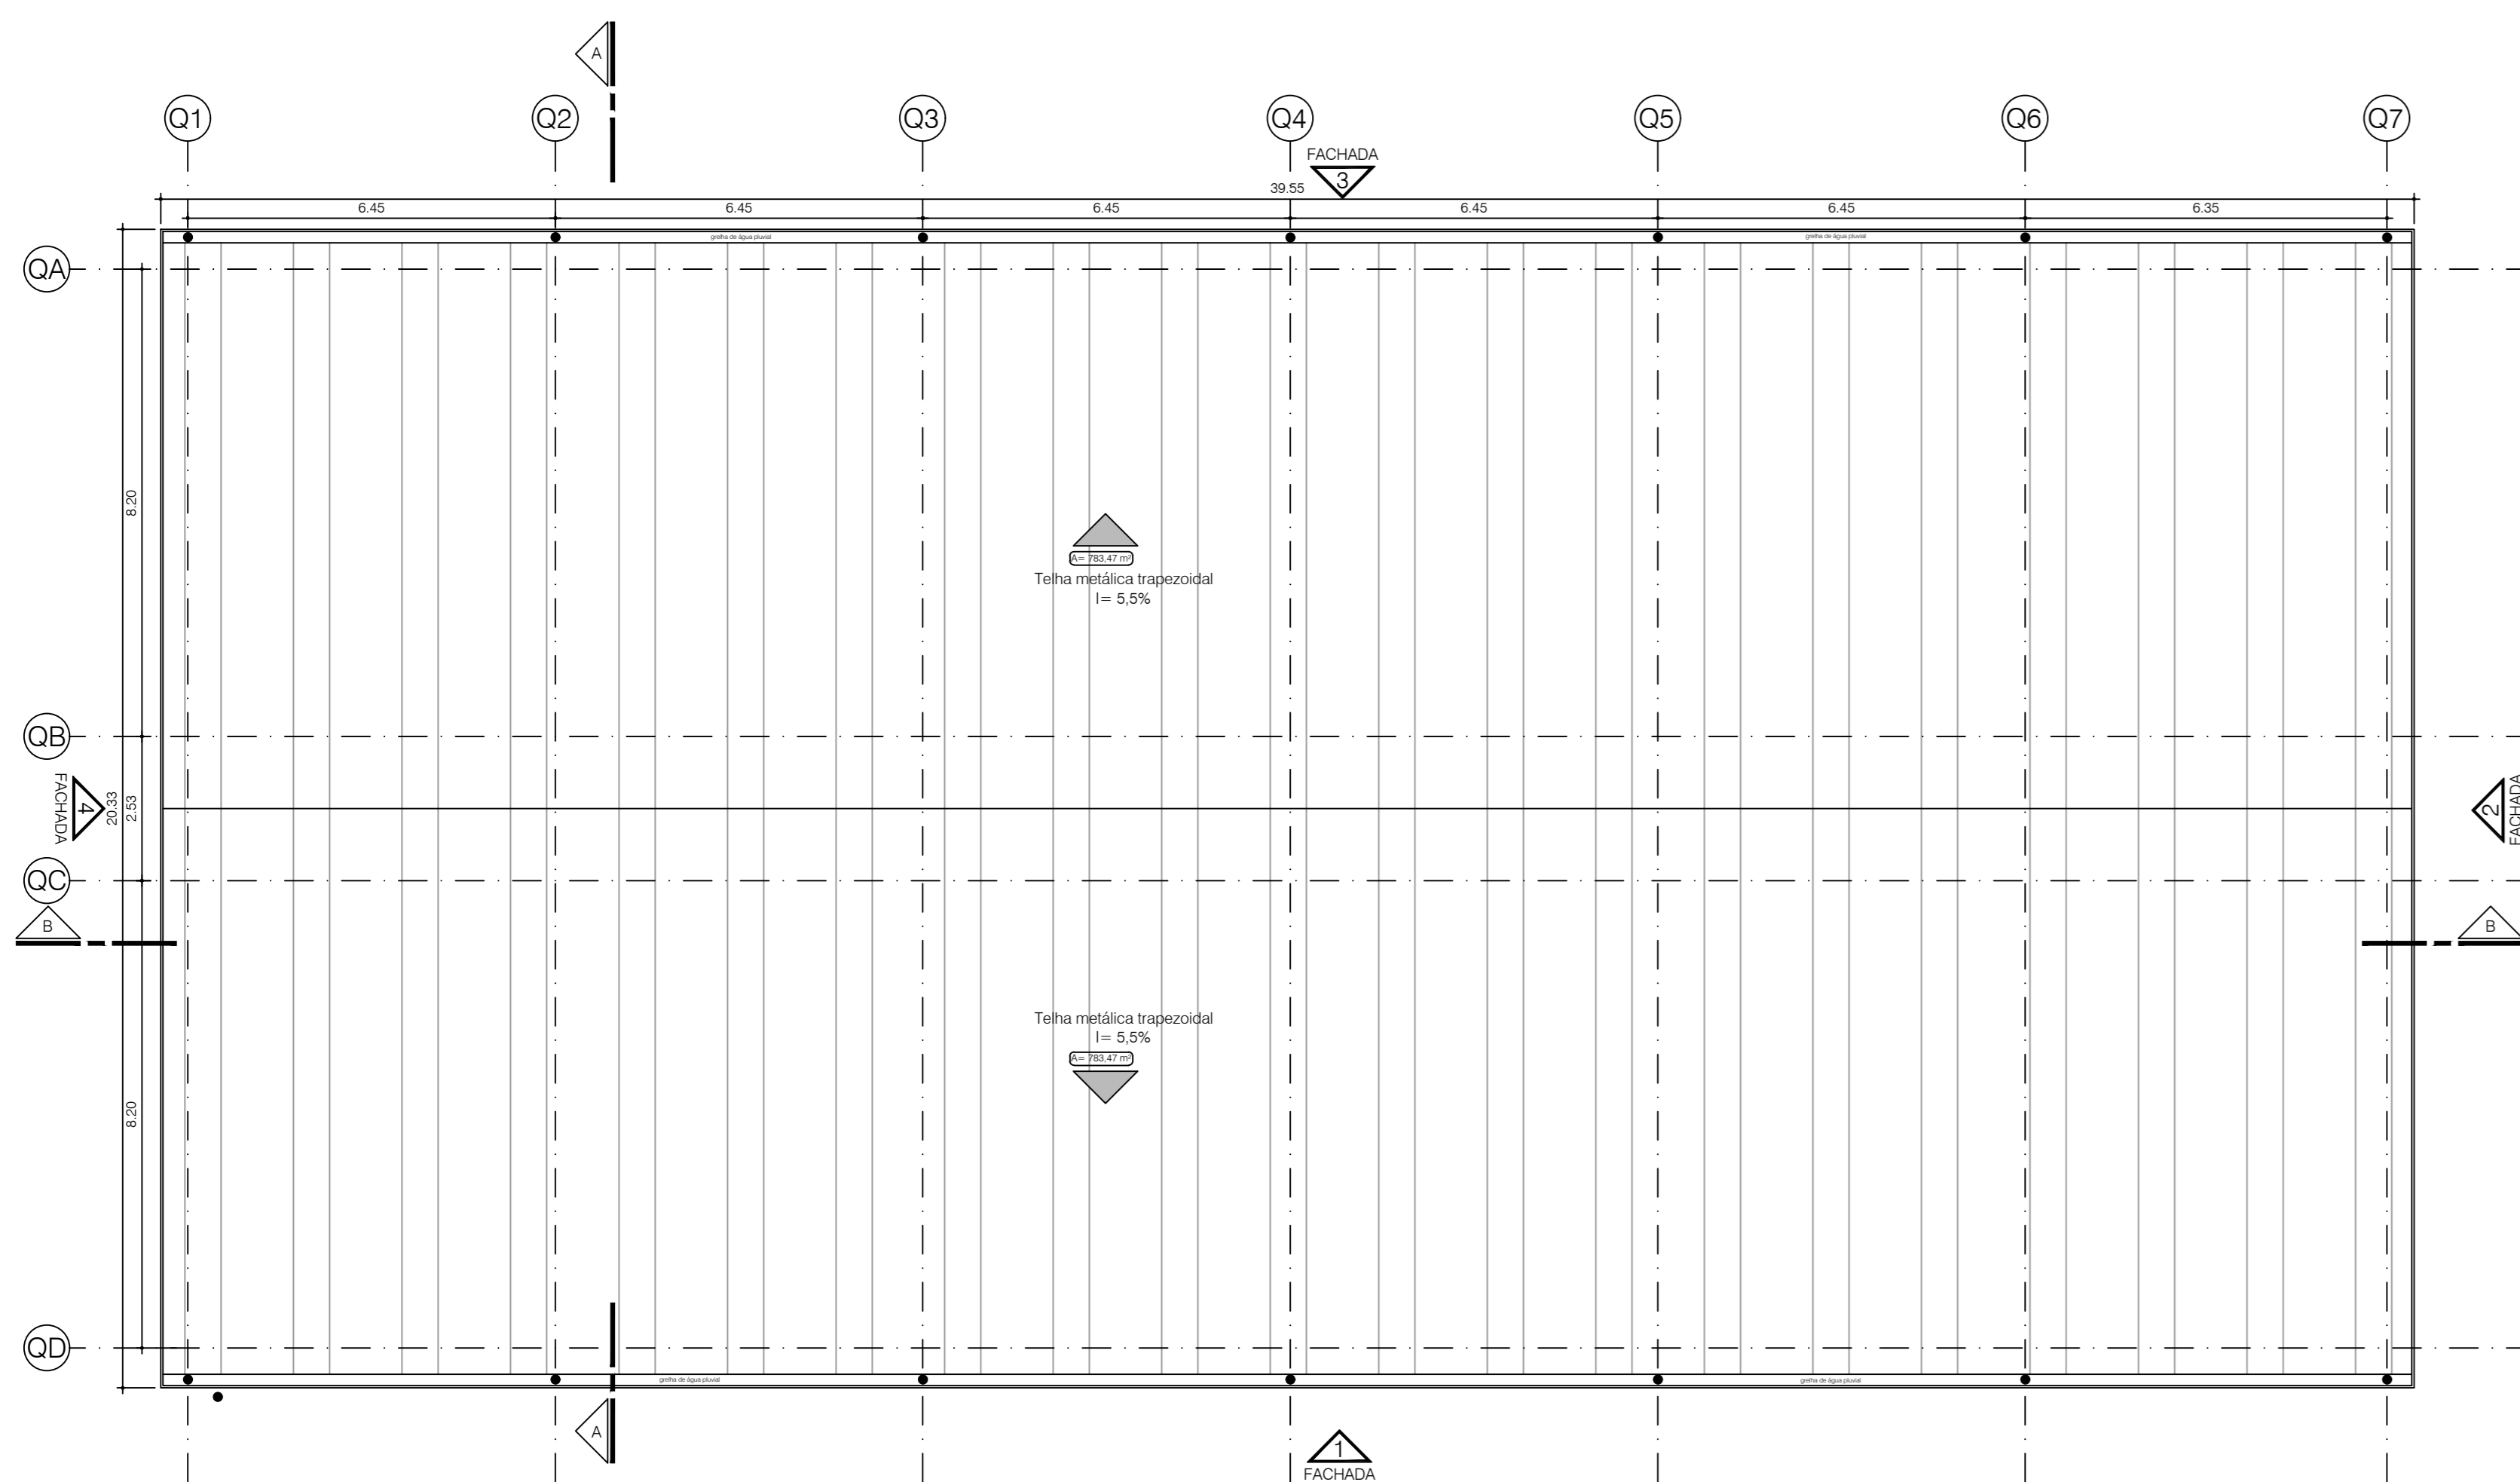 A
Q1
Q2
Q3
Q4
Q5
Q6
Q7
FACHADA
3
39.55
6.45
6.45
6.45
6.45
6.45
6.35
grelha de água pluvial
grelha de água pluvial
QA
8.20
A= 783,47 m²
Telha metálica trapezoidal
I= 5,5%
QB
FACHADA
4
20.33
2.53
2
FACHADA
QC
B
B
Telha metálica trapezoidal
I= 5,5%
A= 783,47 m²
8.20
QD
grelha de água pluvial
grelha de água pluvial
A
1
FACHADA